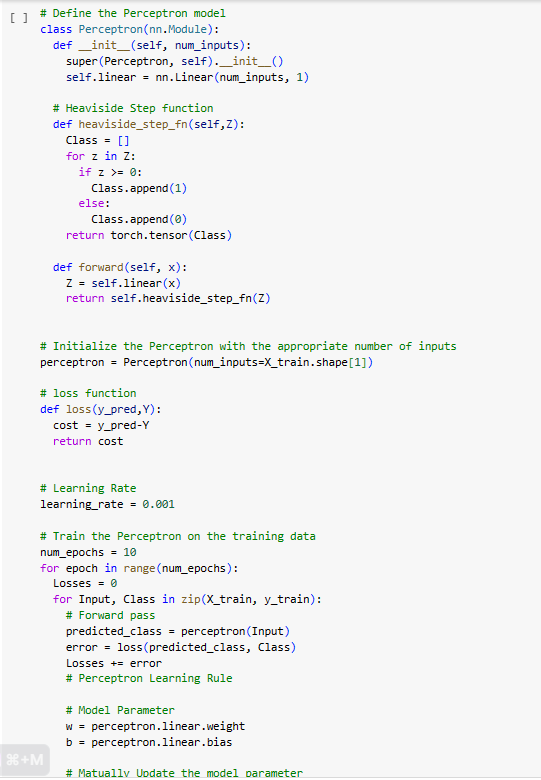 [ ]
# Define the Perceptron model
class Perceptron(nn.Module):
  def __init__(self, num_inputs):
    super(Perceptron, self).__init__()
    self.linear = nn.Linear(num_inputs, 1)

  # Heaviside Step function
  def heaviside_step_fn(self,Z):
    Class = []
    for z in Z:
      if z >= 0:
        Class.append(1)
      else:
        Class.append(0)
    return torch.tensor(Class)

  def forward(self, x):
    Z = self.linear(x)
    return self.heaviside_step_fn(Z)


# Initialize the Perceptron with the appropriate number of inputs
perceptron = Perceptron(num_inputs=X_train.shape[1])

# loss function
def loss(y_pred,Y):
  cost = y_pred-Y
  return cost


# Learning Rate
learning_rate = 0.001

# Train the Perceptron on the training data
num_epochs = 10
for epoch in range(num_epochs):
  Losses = 0
  for Input, Class in zip(X_train, y_train):
    # Forward pass
    predicted_class = perceptron(Input)
    error = loss(predicted_class, Class)
    Losses += error
    # Perceptron Learning Rule

    # Model Parameter
    w = perceptron.linear.weight
    b = perceptron.linear.bias

⌘+M
    # Matually Update the model parameter